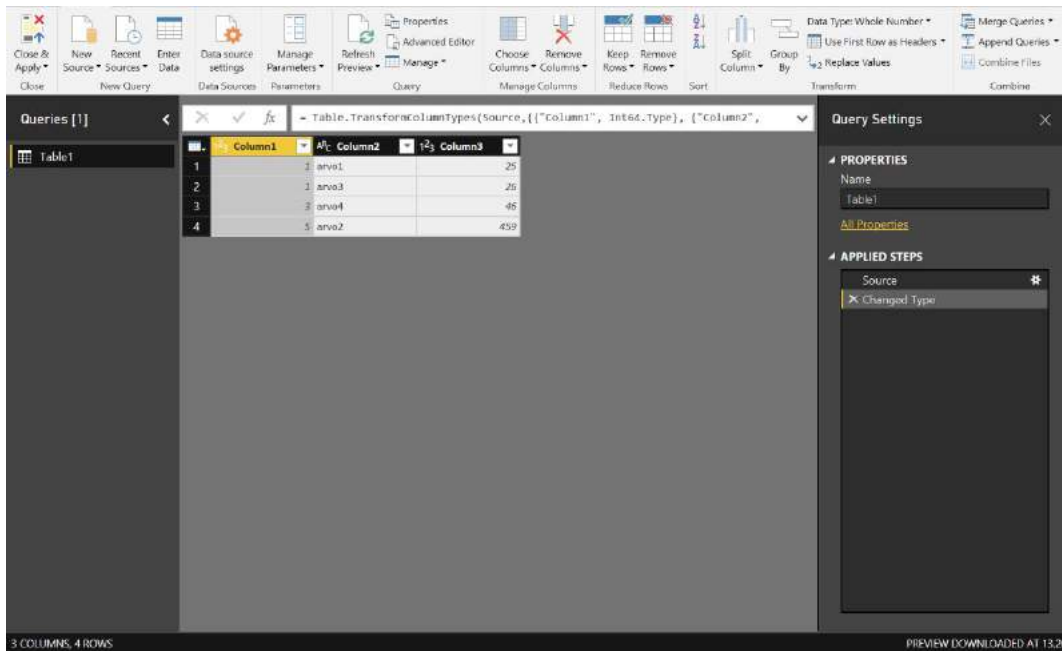 Close & Apply
New Source
Recent Sources
Enter Data
Data source settings
Manage Parameters
Refresh Preview
Properties
Advanced Editor
Manage
Choose Columns
Remove Columns
Keep Rows
Remove Rows
Split Column
Group By
Data Type: Whole Number
Use First Row as Headers
Replace Values
Merge Queries
Append Queries
Combine Files
Close
New Query
Data Sources
Parameters
Query
Manage Columns
Reduce Rows
Sort
Transform
Combine
Queries [1]
Table1
fx = Table.TransformColumnTypes(Source,{{"Column1", Int64.Type}, {"Column2",
Column1 ABC Column2 123 Column3
1 1 arvo1 25
2 1 arvo3 26
3 3 arvo4 46
4 5 arvo2 459
Query Settings
PROPERTIES
Name
Table1
All Properties
APPLIED STEPS
Source
Changed Type
3 COLUMNS, 4 ROWS
PREVIEW DOWNLOADED AT 13.2